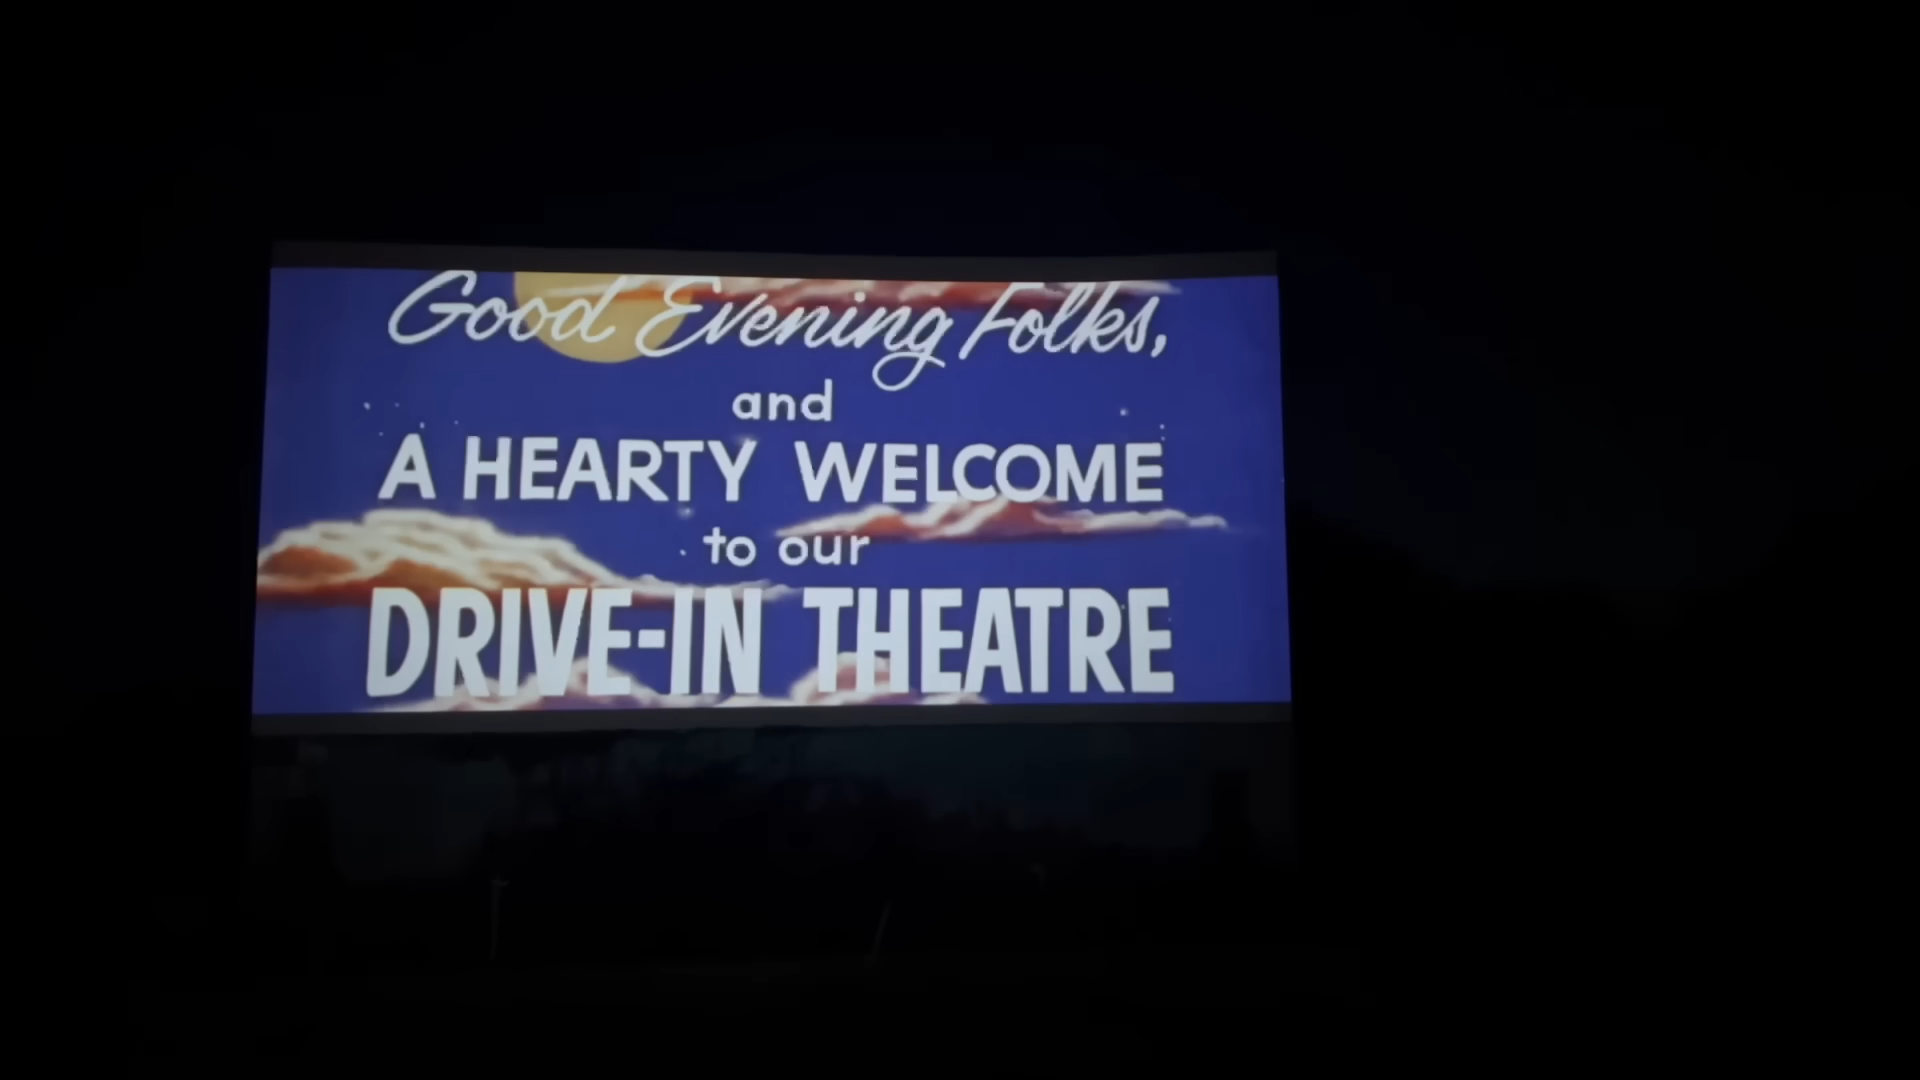 Good Evening Folks,
and
A HEARTY WELCOME
to our
DRIVE-IN THEATRE